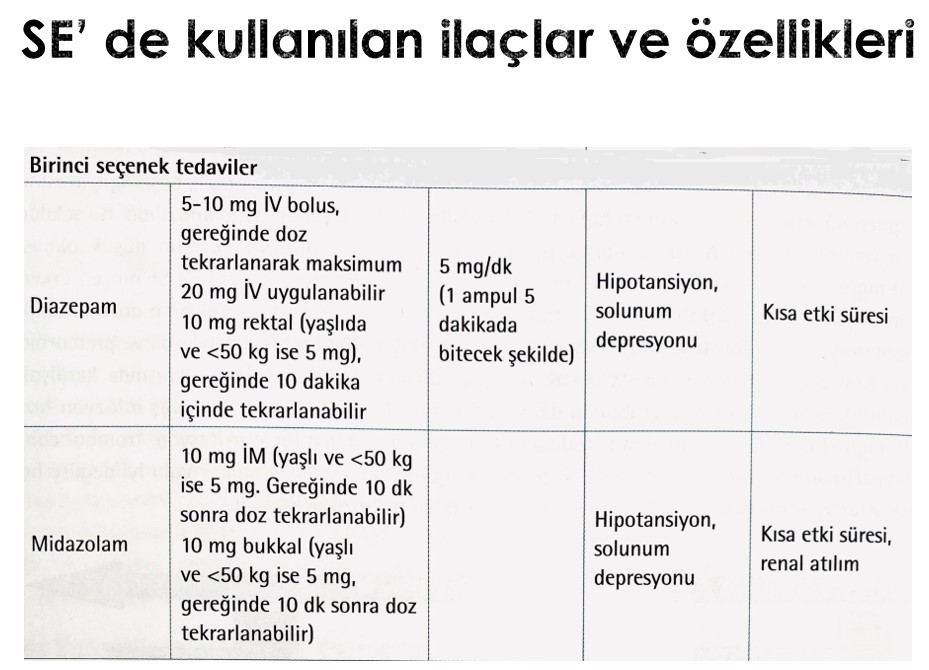 SE’ de kullanılan ilaçlar ve özellikleri
Birinci seçenek tedaviler
Diazepam
5-10 mg İV bolus,
gereğinde doz
tekrarlanarak maksimum
20 mg İV uygulanabilir
10 mg rektal (yaşlıda
ve <50 kg ise 5 mg),
gereğinde 10 dakika
içinde tekrarlanabilir
5 mg/dk
(1 ampul 5
dakikada
bitecek şekilde)
Hipotansiyon,
solunum
depresyonu
Kısa etki süresi
Midazolam
10 mg İM (yaşlı ve <50 kg
ise 5 mg. Gereğinde 10 dk
sonra doz tekrarlanabilir)
10 mg bukkal (yaşlı
ve <50 kg ise 5 mg,
gereğinde 10 dk sonra doz
tekrarlanabilir)
Hipotansiyon,
solunum
depresyonu
Kısa etki süresi,
renal atılım